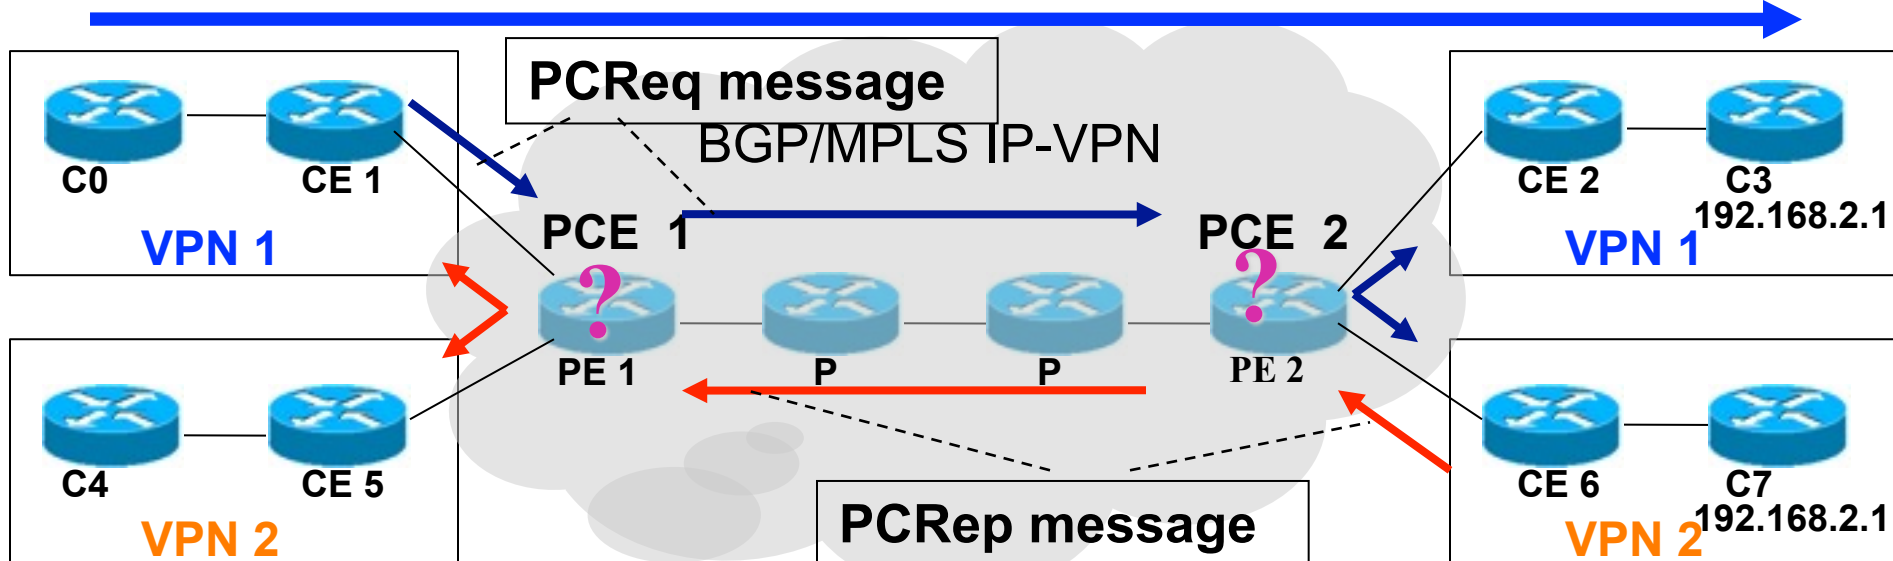 PCReq message
BGP/MPLS IP-VPN
C0
CE 1
VPN 1
PCE 1
PCE 2
CE 2
C3
192.168.2.1
VPN 1
?
?
PE 1
P
P
PE 2
C4
CE 5
VPN 2
PCRep message
CE 6
C7
192.168.2.1
VPN 2